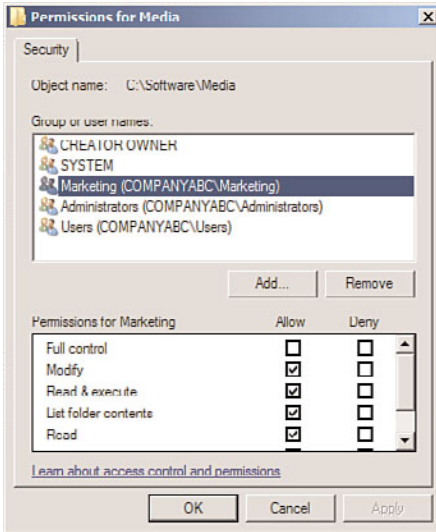 Permissions for Media
Security
Object name: C:\Software\Media
Group or user names:
CREATOR OWNER
SYSTEM
Marketing (COMPANYABC\Marketing)
Administrators (COMPANYABC\Administrators)
Users (COMPANYABC\Users)
Add... Remove
Permissions for Marketing Allow Deny
Full control
Modify
Read & execute
List folder contents
Read
Learn about access control and permissions
OK Cancel Apply